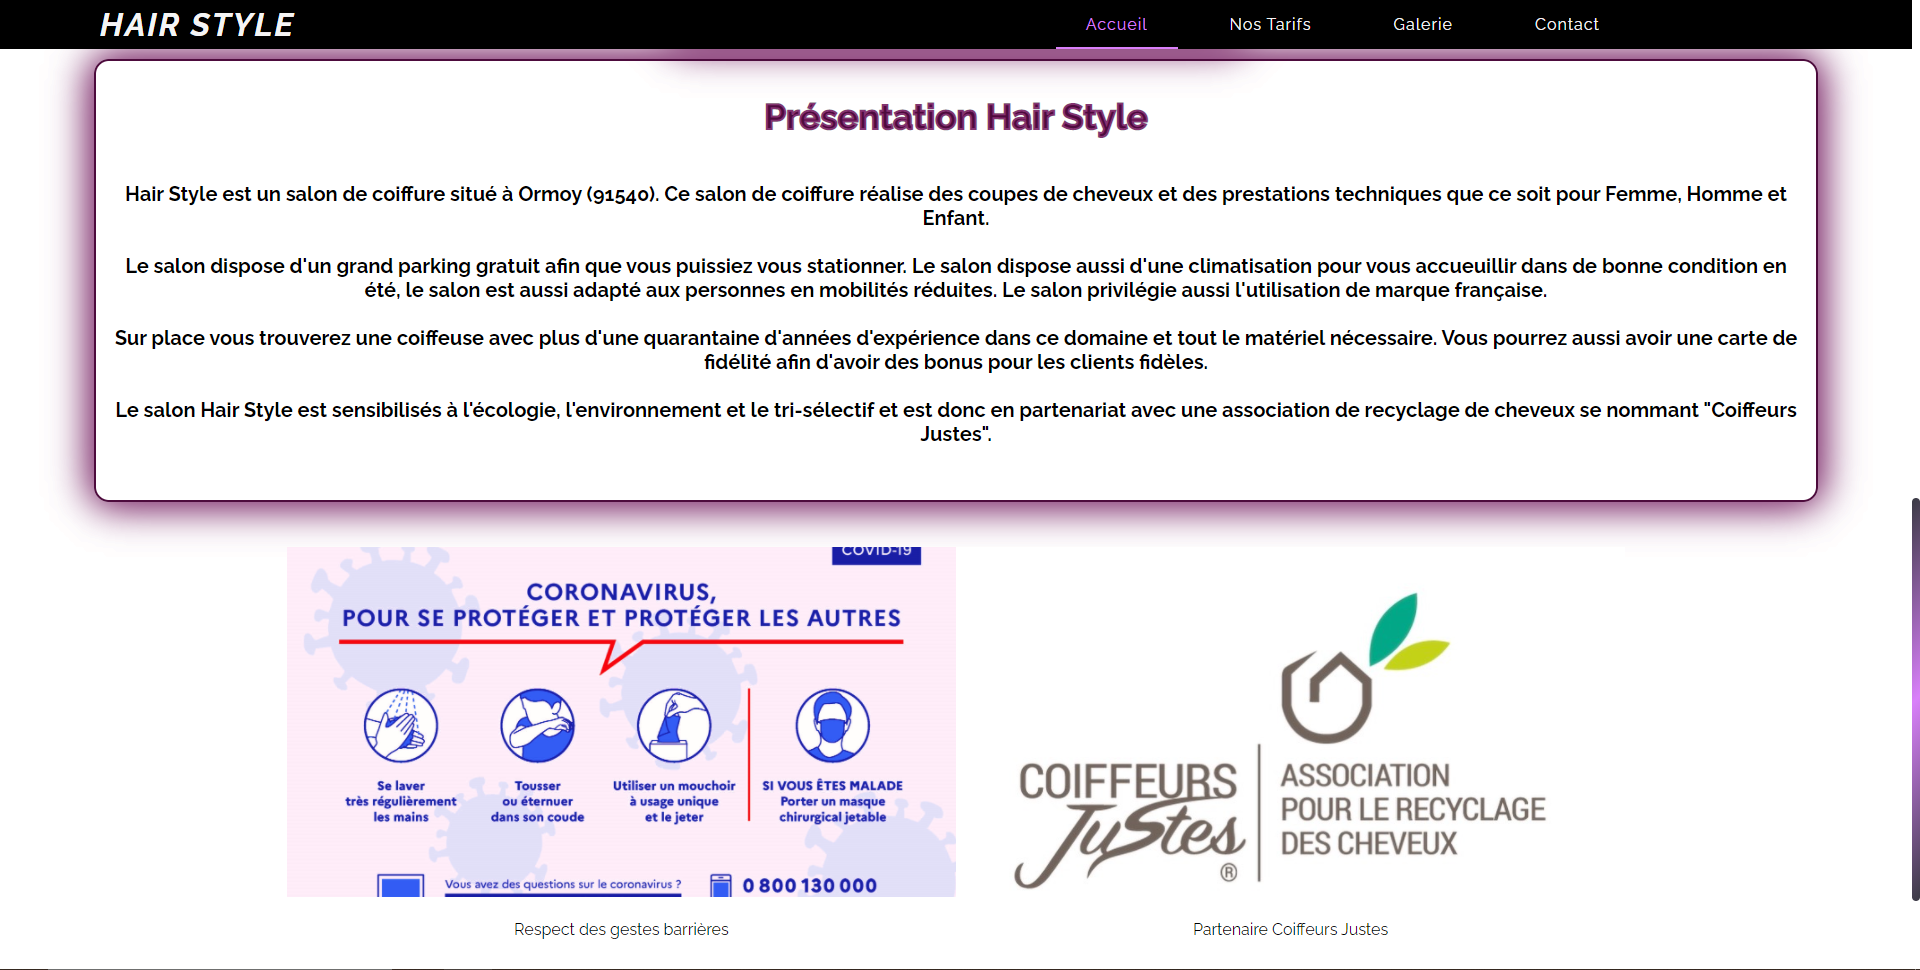 HAIR STYLE
Accueil
Nos Tarifs
Galerie
Contact
Présentation Hair Style
Hair Style est un salon de coiffure situé à Ormoy (91540). Ce salon de coiffure réalise des coupes de cheveux et des prestations techniques que ce soit pour Femme, Homme et
Enfant.
Le salon dispose d'un grand parking gratuit afin que vous puissiez vous stationner. Le salon dispose aussi d'une climatisation pour vous accueuillir dans de bonne condition en
été, le salon est aussi adapté aux personnes en mobilités réduites. Le salon privilégie aussi l'utilisation de marque française.
Sur place vous trouverez une coiffeuse avec plus d'une quarantaine d'années d'expérience dans ce domaine et tout le matériel nécessaire. Vous pourrez aussi avoir une carte de
fidélité afin d'avoir des bonus pour les clients fidèles.
Le salon Hair Style est sensibilisés à l'écologie, l'environnement et le tri-sélectif et est donc en partenariat avec une association de recyclage de cheveux se nommant "Coiffeurs
Justes".
COVID-19
CORONAVIRUS,
POUR SE PROTÉGER ET PROTÉGER LES AUTRES
Se laver
très régulièrement
les mains
Tousser
ou éternuer
dans son coude
Utiliser un mouchoir
à usage unique
et le jeter
SI VOUS ÊTES MALADE
Porter un masque
chirurgical jetable
Vous avez des questions sur le coronavirus ?
0 800 130 000
Respect des gestes barrières
COIFFEURS
Justes
®
ASSOCIATION
POUR LE RECYCLAGE
DES CHEVEUX
Partenaire Coiffeurs Justes